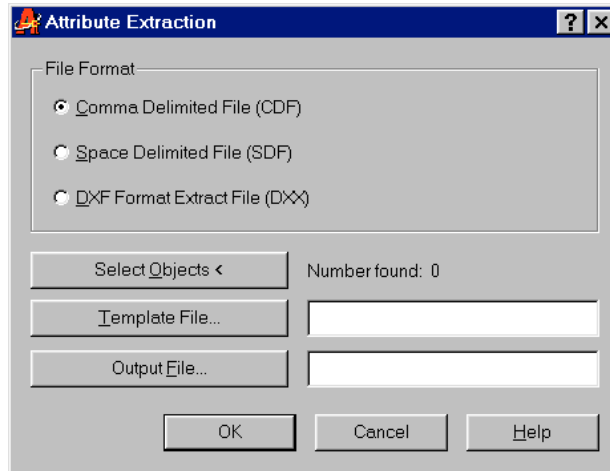 Attribute Extraction
File Format
Comma Delimited File (CDF)
Space Delimited File (SDF)
DXF Format Extract File (DXX)
Select Objects <
Number found: 0
Template File...
Output File...
OK
Cancel
Help